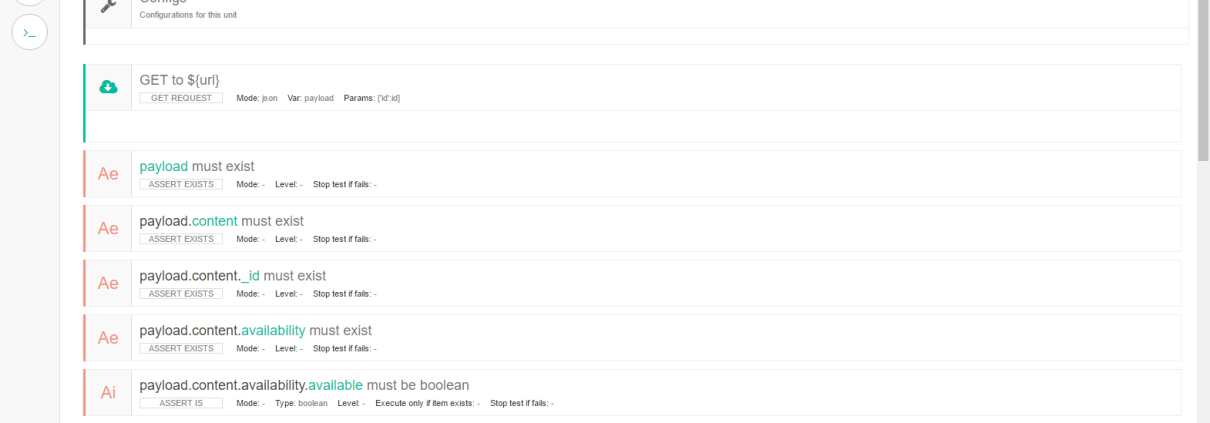 Configs
Configurations for this unit
>_
GET to ${url}
GET REQUEST Mode: json Var: payload Params: ['id':id]
Ae
payload must exist
ASSERT EXISTS Mode: - Level: - Stop test if fails: -
Ae
payload.content must exist
ASSERT EXISTS Mode: - Level: - Stop test if fails: -
Ae
payload.content._id must exist
ASSERT EXISTS Mode: - Level: - Stop test if fails: -
Ae
payload.content.availability must exist
ASSERT EXISTS Mode: - Level: - Stop test if fails: -
Ai
payload.content.availability.available must be boolean
ASSERT IS Mode: - Type: boolean Level: - Execute only if item exists: - Stop test if fails: -